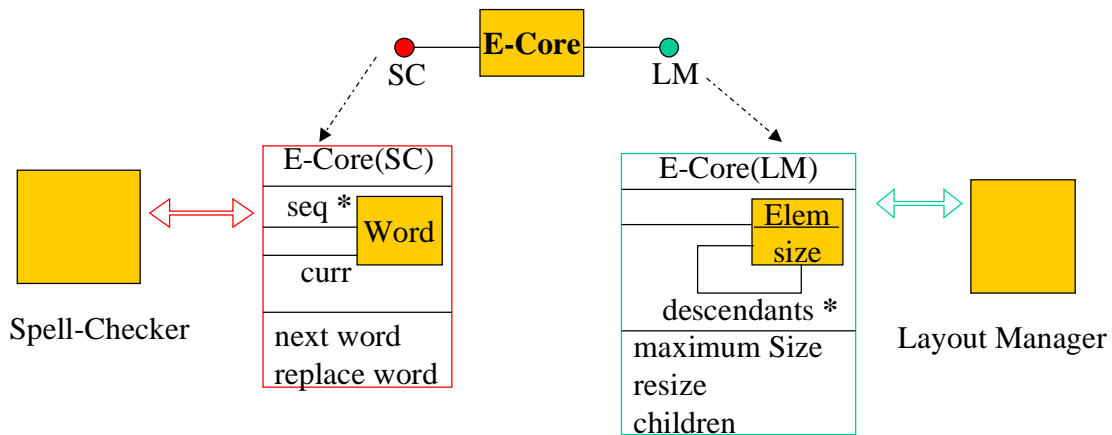 E-Core
SC
LM
E-Core(SC)
seq *
Word
curr
next word
replace word
Spell-Checker
E-Core(LM)
Elem
size
descendants *
maximum Size
resize
children
Layout Manager